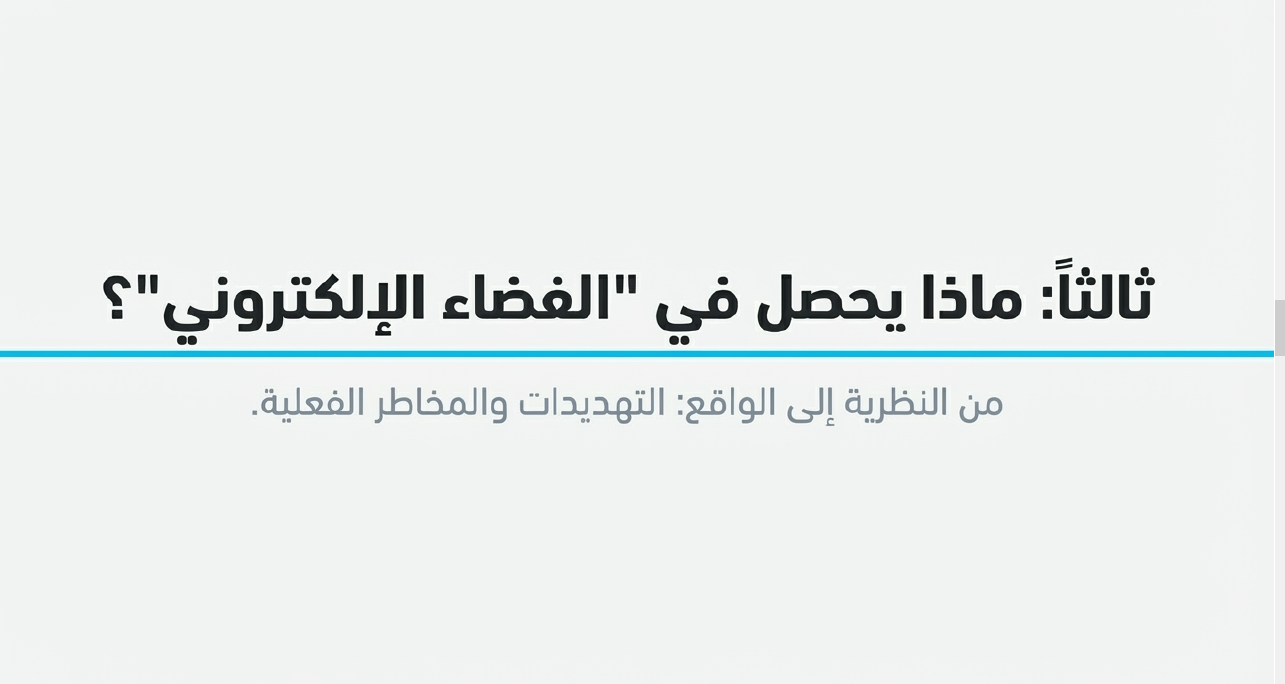 ثالثاً: ماذا يحصل في "الفضاء الإلكتروني"؟
من النظرية إلى الواقع: التهديدات والمخاطر الفعلية.